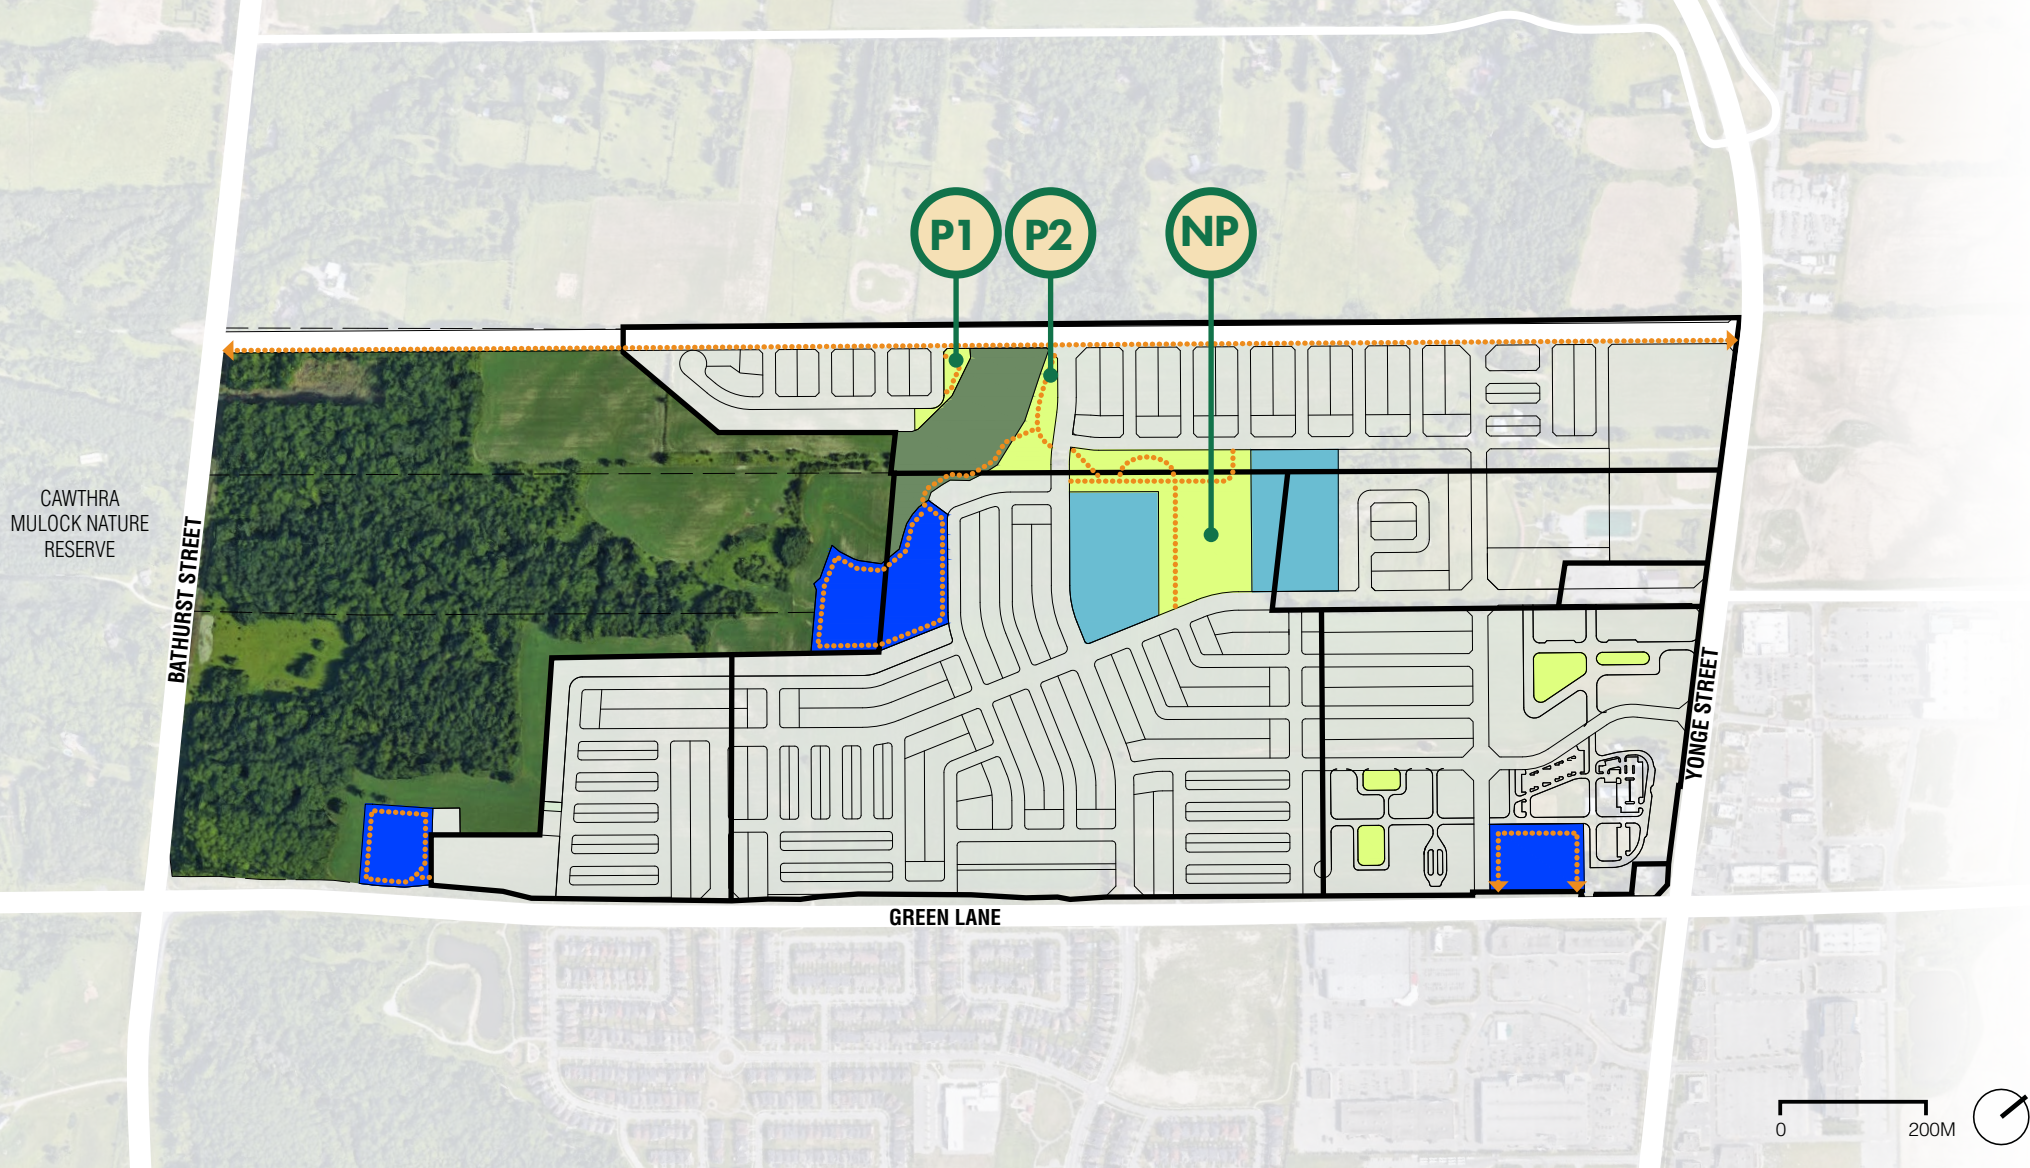 P1
P2
NP
CAWTHRA
MULOCK NATURE
RESERVE
BATHURST STREET
YONGE STREET
GREEN LANE
0
200M